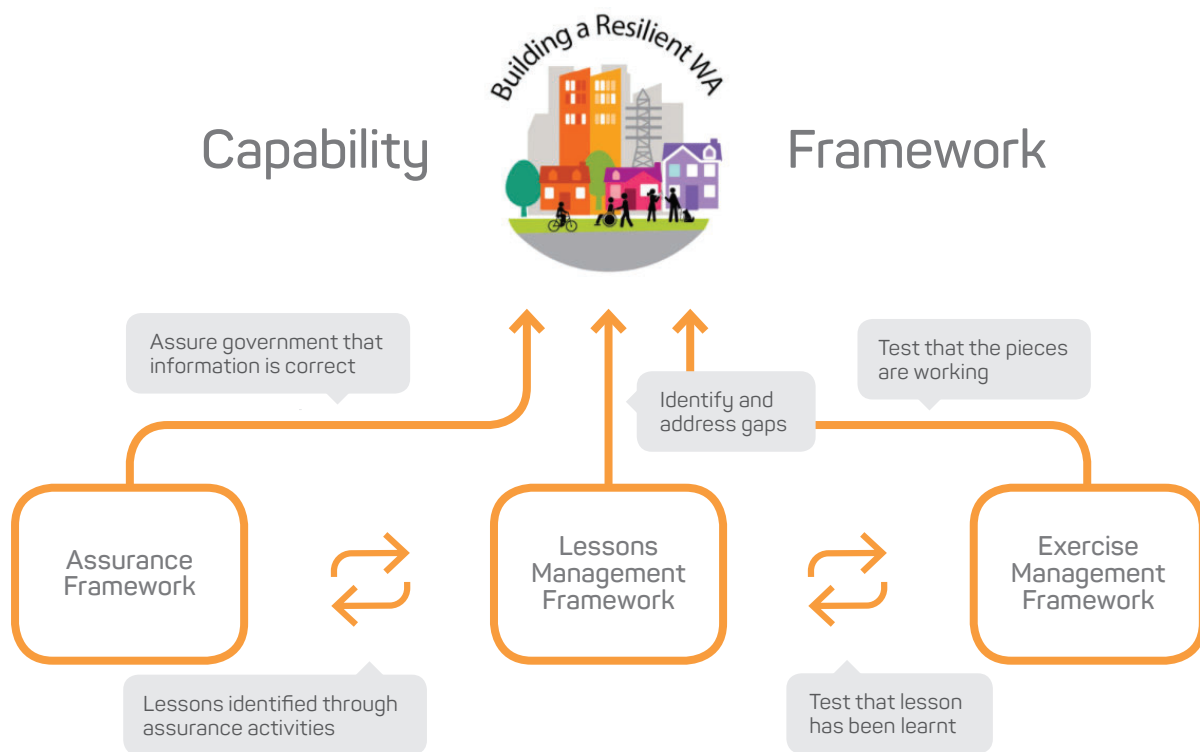 Building a Resilient WA
Capability
Framework
Assure government that
information is correct
Test that the pieces
are working
Identify and
address gaps
Assurance
Framework
Lessons
Management
Framework
Exercise
Management
Framework
Lessons identified through
assurance activities
Test that lesson
has been learnt